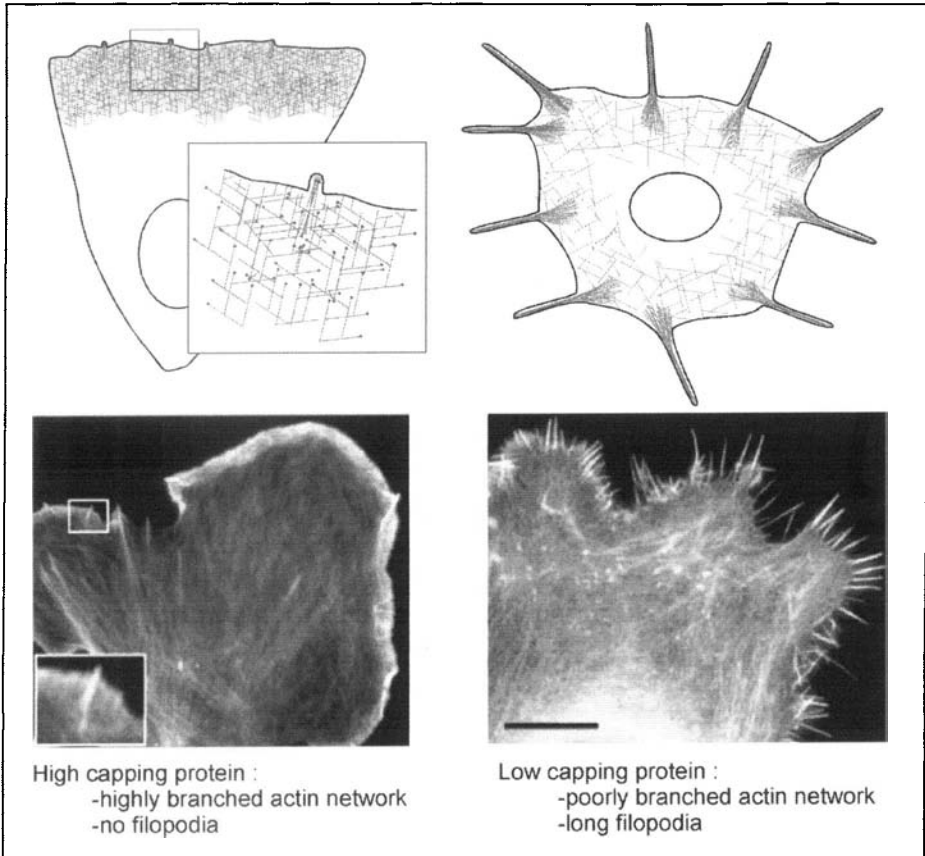 High capping protein :
-highly branched actin network
-no filopodia
Low capping protein :
-poorly branched actin network
-long filopodia